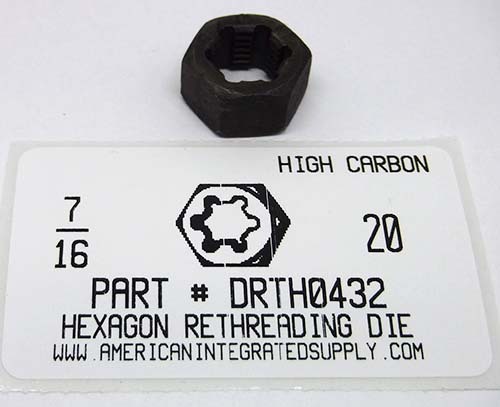 HIGH CARBON
7
16
20
PART # DRTH0432
HEXAGON RETHREADING DIE
WWW.AMERICANINTEGRATEDSUPPLY.COM